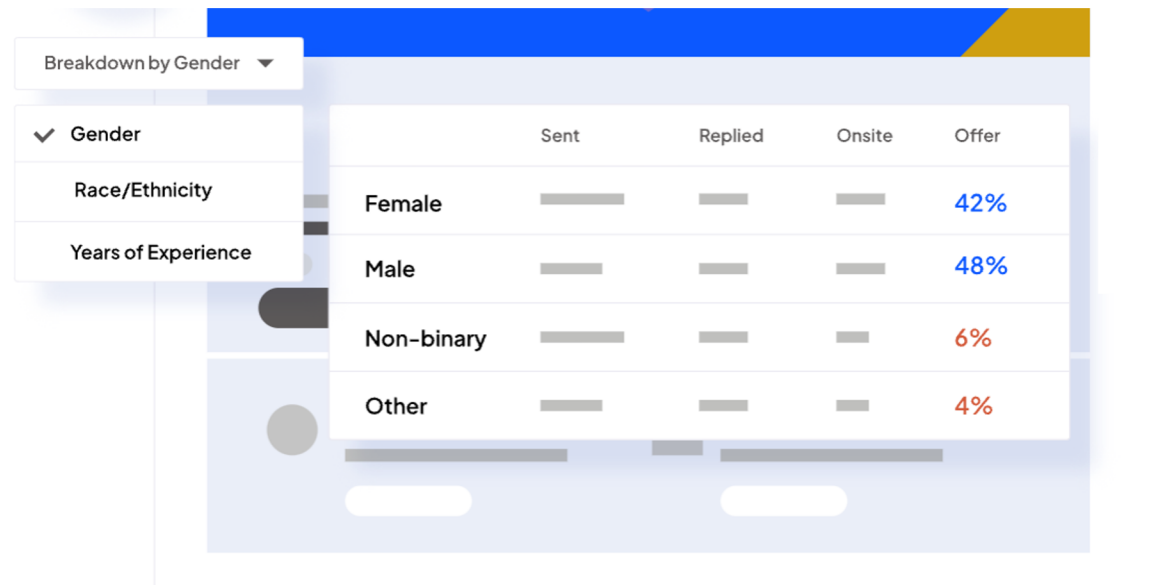 Breakdown by Gender
Gender
Race/Ethnicity
Years of Experience
Sent Replied Onsite Offer
Female 42%
Male 48%
Non-binary 6%
Other 4%